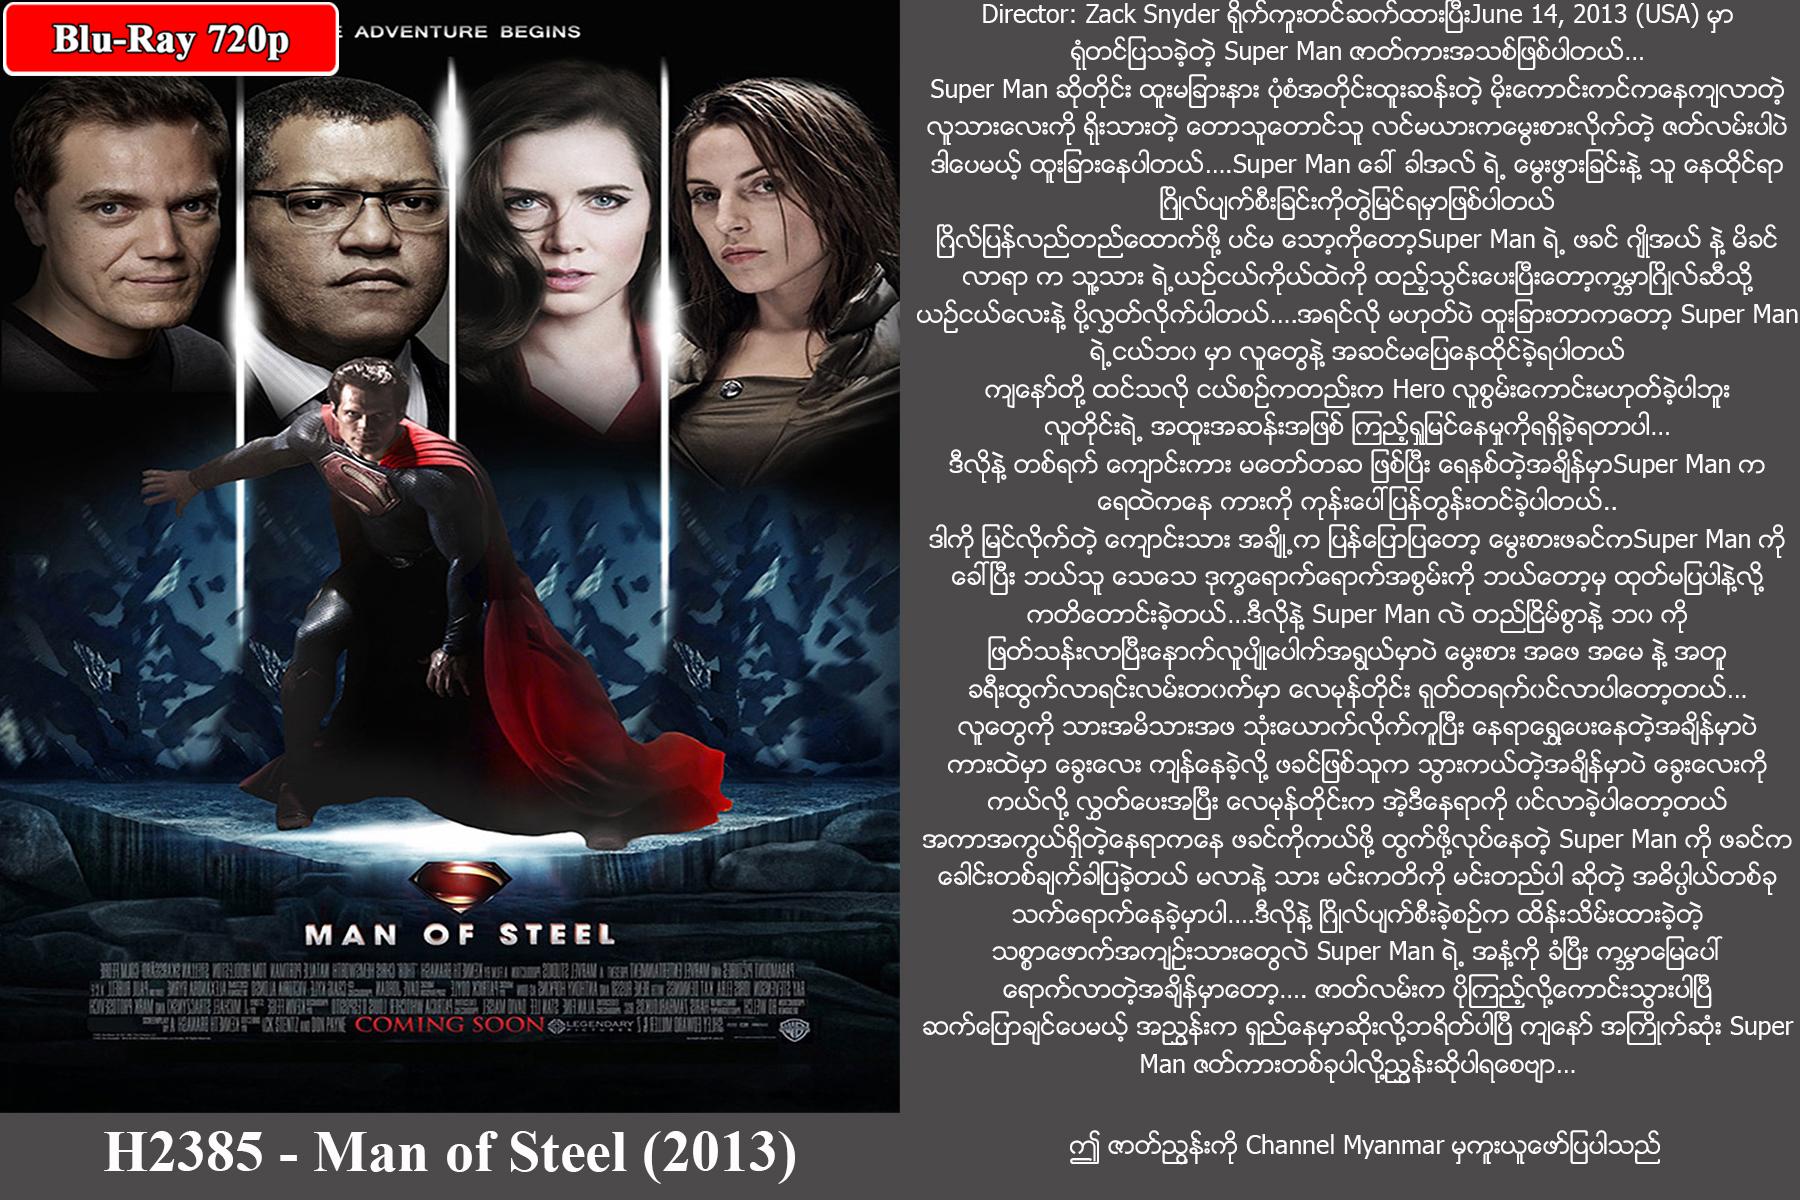 Blu-Ray 720p
ADVENTURE BEGINS
MAN OF STEEL
COMING SOON
LEGENDARY
H2385 - Man of Steel (2013)
Director: Zack Snyder ရိုက်ကူးတင်ဆက်ထားပြီးJune 14, 2013 (USA) မှာ
ရုံတင်ပြသခဲ့တဲ့ Super Man ဇာတ်ကားအသစ်ဖြစ်ပါတယ်...
Super Man ဆိုတိုင်း ထူးမခြားနား ပုံစံအတိုင်းထူးဆန်းတဲ့ မိုးကောင်းကင်ကနေကျလာတဲ့
လူသားလေးကို ရိုးသားတဲ့ တောသူတောင်သူ လင်မယားကမွေးစားလိုက်တဲ့ ဇတ်လမ်းပါပဲ
ဒါပေမယ့် ထူးခြားနေပါတယ်....Super Man ခေါ် ခါအလ် ရဲ့ မွေးဖွားခြင်းနဲ့ သူ နေထိုင်ရာ
ဂြိုလ်ပျက်စီးခြင်းကိုတွဲမြင်ရမှာဖြစ်ပါတယ်
ဂြိလ်ပြန်လည်တည်ထောက်ဖို့ ပင်မ သော့ကိုတော့Super Man ရဲ့ ဖခင် ဂျိုအယ် နဲ့ မိခင်
လာရာ က သူ့သား ရဲ့ယဉ်ငယ်ကိုယ်ထဲကို ထည့်သွင်းပေးပြီးတော့ကမ္ဘာဂြိုလ်ဆီသို့
ယဉ်ငယ်လေးနဲ့ ပို့လွှတ်လိုက်ပါတယ်....အရင်လို မဟုတ်ပဲ ထူးခြားတာကတော့ Super Man
ရဲ့ငယ်ဘ၀ မှာ လူတွေနဲ့ အဆင်မပြေနေထိုင်ခဲ့ရပါတယ်
ကျနော်တို့ ထင်သလို ငယ်စဉ်ကတည်းက Hero လူစွမ်းကောင်းမဟုတ်ခဲ့ပါဘူး
လူတိုင်းရဲ့ အထူးအဆန်းအဖြစ် ကြည့်ရှုမြင်နေမှုကိုရရှိခဲ့ရတာပါ...
ဒီလိုနဲ့ တစ်ရက် ကျောင်းကား မတော်တဆ ဖြစ်ပြီး ရေနစ်တဲ့အချိန်မှာSuper Man က
ရေထဲကနေ ကားကို ကုန်းပေါ်ပြန်တွန်းတင်ခဲ့ပါတယ်..
ဒါကို မြင်လိုက်တဲ့ ကျောင်းသား အချို့က ပြန်ပြောပြတော့ မွေးစားဖခင်ကSuper Man ကို
ခေါ်ပြီး ဘယ်သူ သေသေ ဒုက္ခရောက်ရောက်အစွမ်းကို ဘယ်တော့မှ ထုတ်မပြပါနဲ့လို့
ကတိတောင်းခဲ့တယ်...ဒီလိုနဲ့ Super Man လဲ တည်ငြိမ်စွာနဲ့ ဘ၀ ကို
ဖြတ်သန်းလာပြီးနောက်လူပျိုပေါက်အရွယ်မှာပဲ မွေးစား အဖေ အမေ နဲ့ အတူ
ခရီးထွက်လာရင်းလမ်းတ၀က်မှာ လေမုန်တိုင်း ရုတ်တရက်၀င်လာပါတော့တယ်...
လူတွေကို သားအမိသားအဖ သုံးယောက်လိုက်ကူပြီး နေရာရွှေ့ပေးနေတဲ့အချိန်မှာပဲ
ကားထဲမှာ ခွေးလေး ကျန်နေခဲ့လို့ ဖခင်ဖြစ်သူက သွားကယ်တဲ့အချိန်မှာပဲ ခွေးလေးကို
ကယ်လို့ လွှတ်ပေးအပြီး လေမုန်တိုင်းက အဲ့ဒီနေရာကို ၀င်လာခဲ့ပါတော့တယ်
အကာအကွယ်ရှိတဲ့နေရာကနေ ဖခင်ကိုကယ်ဖို့ ထွက်ဖို့လုပ်နေတဲ့ Super Man ကို ဖခင်က
ခေါင်းတစ်ချက်ခါပြခဲ့တယ် မလာနဲ့ သား မင်းကတိကို မင်းတည်ပါ ဆိုတဲ့ အဓိပ္ပါယ်တစ်ခု
သက်ရောက်နေခဲ့မှာပါ....ဒီလိုနဲ့ ဂြိုလ်ပျက်စီးခဲ့စဉ်က ထိန်းသိမ်းထားခဲ့တဲ့
သစ္စာဖောက်အကျဉ်းသားတွေလဲ Super Man ရဲ့ အနံ့ကို ခံပြီး ကမ္ဘာမြေပေါ်
ရောက်လာတဲ့အချိန်မှာတော့.... ဇာတ်လမ်းက ပိုကြည့်လို့ကောင်းသွားပါပြီ
ဆက်ပြောချင်ပေမယ့် အညွှန်းက ရှည်နေမှာဆိုးလို့ဘရိတ်ပါပြီ ကျနော် အကြိုက်ဆုံး Super
Man ဇတ်ကားတစ်ခုပါလို့ညွှန်းဆိုပါရစေဗျာ...
ဤ ဇာတ်ညွှန်းကို Channel Myanmar မှကူးယူဖော်ပြပါသည်